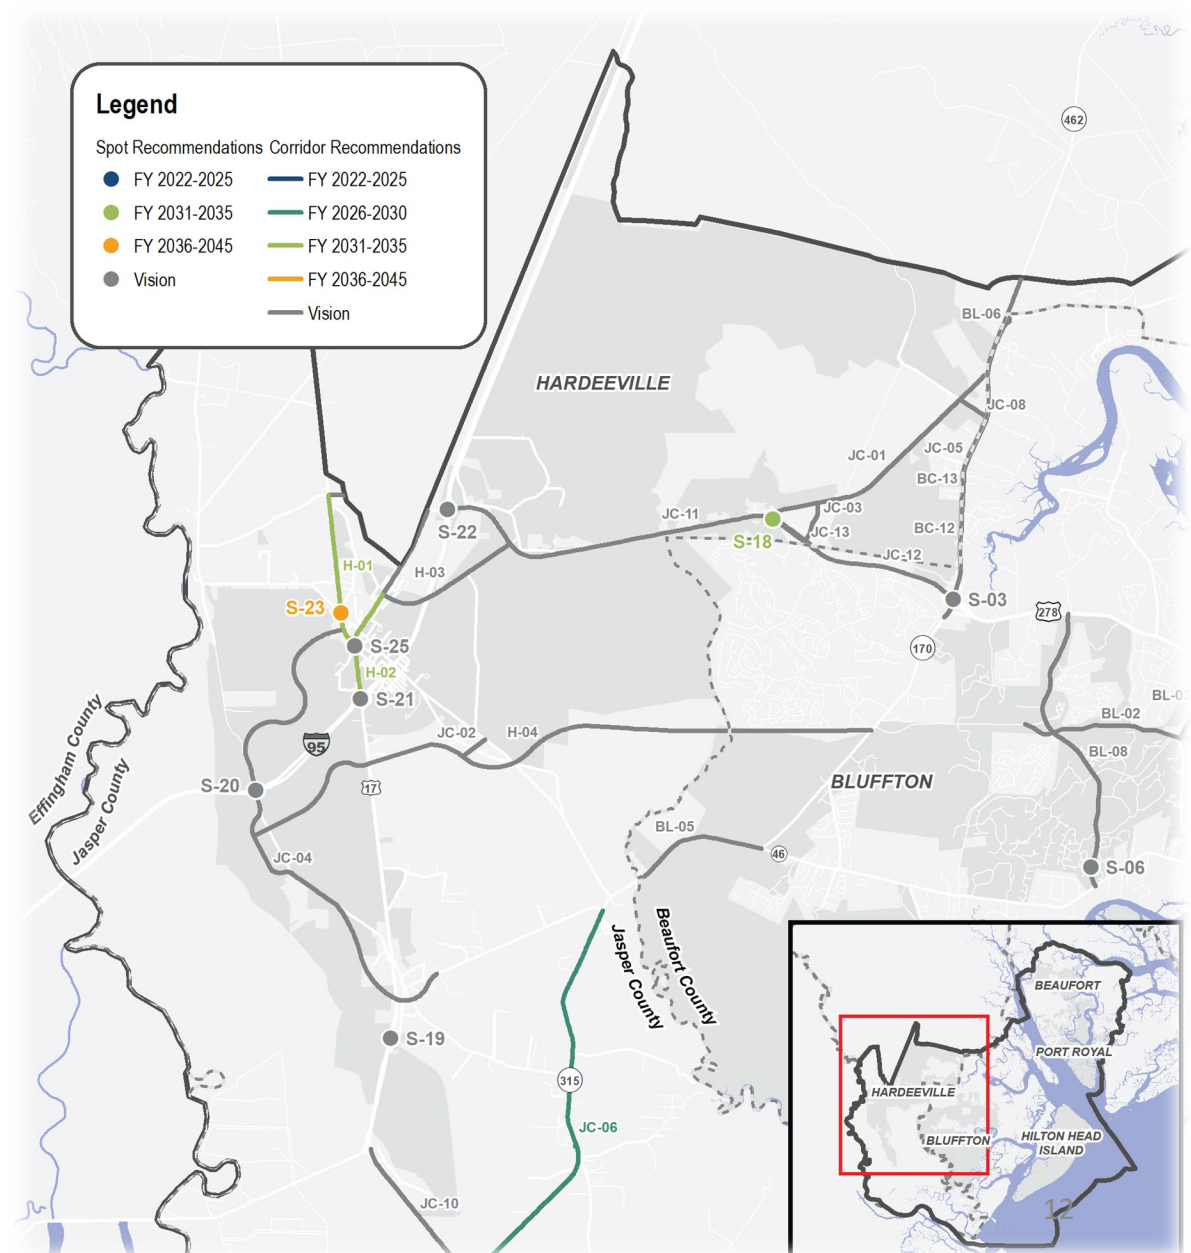 Legend
Spot Recommendations Corridor Recommendations
FY 2022-2025 FY 2022-2025
FY 2031-2035 FY 2026-2030
FY 2036-2045 FY 2031-2035
Vision FY 2036-2045
Vision
462
BL-06
HARDEEVILLE
JC-08
JC-05
JC-01
BC-13
S-22
JC-11
JC-03
BC-12
JC-13
S-18
JC-12
H-01
H-03
S-23
S-03
278
S-25
170
H-02
S-21
BL-0
BL-02
JC-02
H-04
95
BL-08
Effingham County
Jasper County
S-20
17
BLUFFTON
BL-05
46
JC-04
S-06
Beaufort County
Jasper County
S-19
315
JC-06
JC-10
BEAUFORT
PORT ROYAL
HARDEEVILLE
BLUFFTON
HILTON HEAD
ISLAND
12